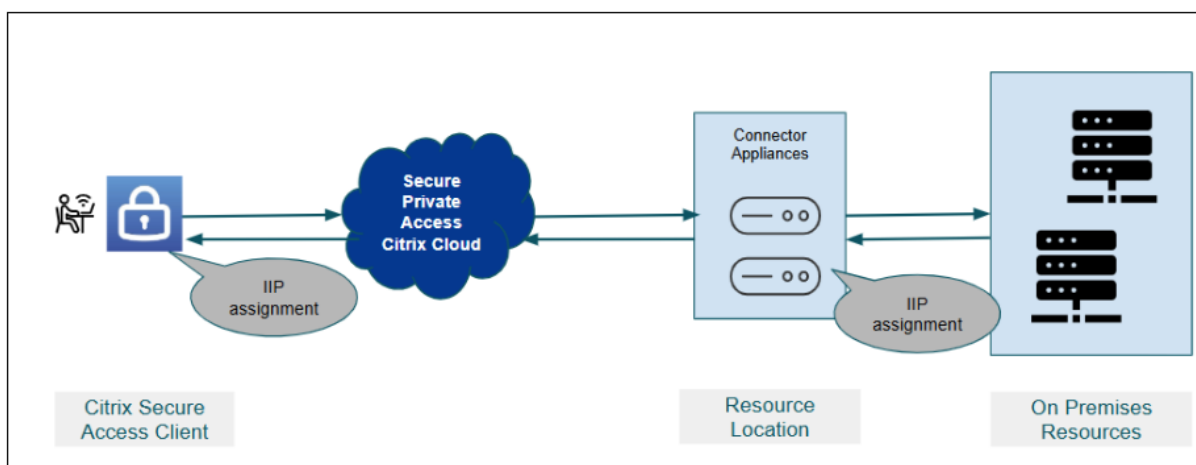 Connector
Appliances
Secure
Private
Access
Citrix Cloud
IIP
assignment
IIP
assignment
Citrix Secure
Access Client
Resource
Location
On Premises
Resources